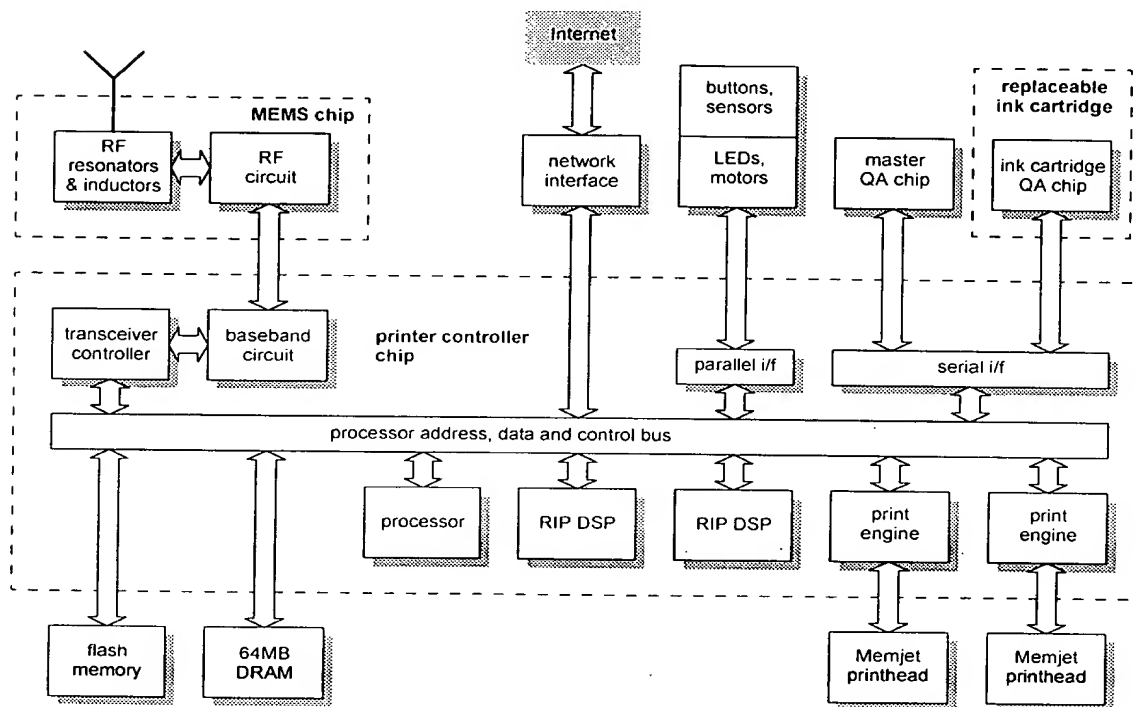 Internet
MEMS chip
RF
resonators
& inductors
RF
circuit
network
interface
buttons,
sensors
LEDs,
motors
master
QA chip
replaceable
ink cartridge
ink cartridge
QA chip
transceiver
controller
baseband
circuit
printer controller
chip
parallel i/f
serial i/f
processor address, data and control bus
processor
RIP DSP
RIP DSP
print
engine
print
engine
flash
memory
64MB
DRAM
Memjet
printhead
Memjet
printhead